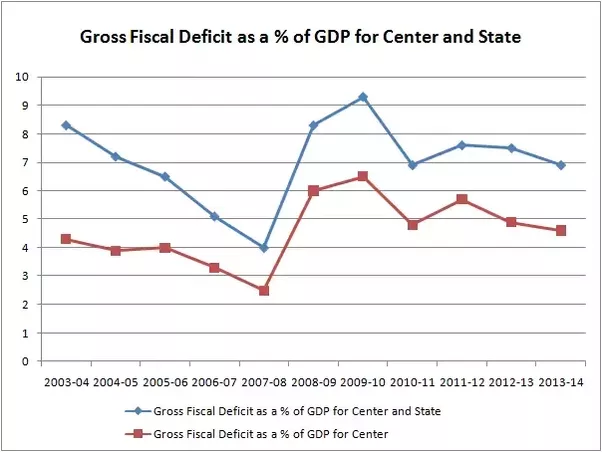 Gross Fiscal Deficit as a % of GDP for Center and State
10
9
8
7
6
5
4
3
2
1
0
2003-04 2004-05 2005-06 2006-07 2007-08 2008-09 2009-10 2010-11 2011-12 2012-13 2013-14
Gross Fiscal Deficit as a % of GDP for Center and State
Gross Fiscal Deficit as a % of GDP for Center